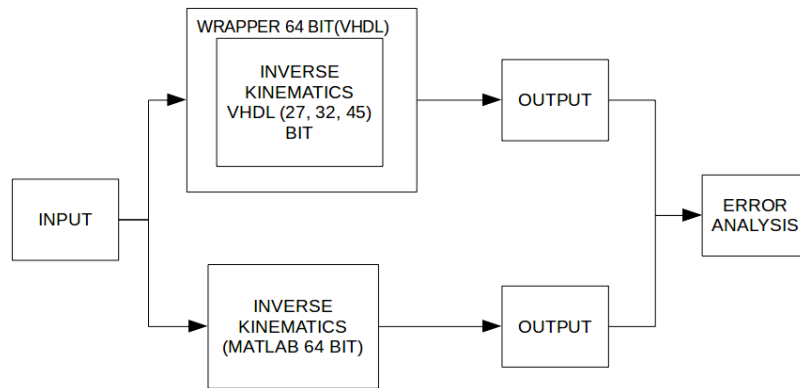 WRAPPER 64 BIT(VHDL)
INVERSE
KINEMATICS
VHDL (27, 32, 45)
BIT
OUTPUT
INPUT
ERROR
ANALYSIS
INVERSE
KINEMATICS
(MATLAB 64 BIT)
OUTPUT